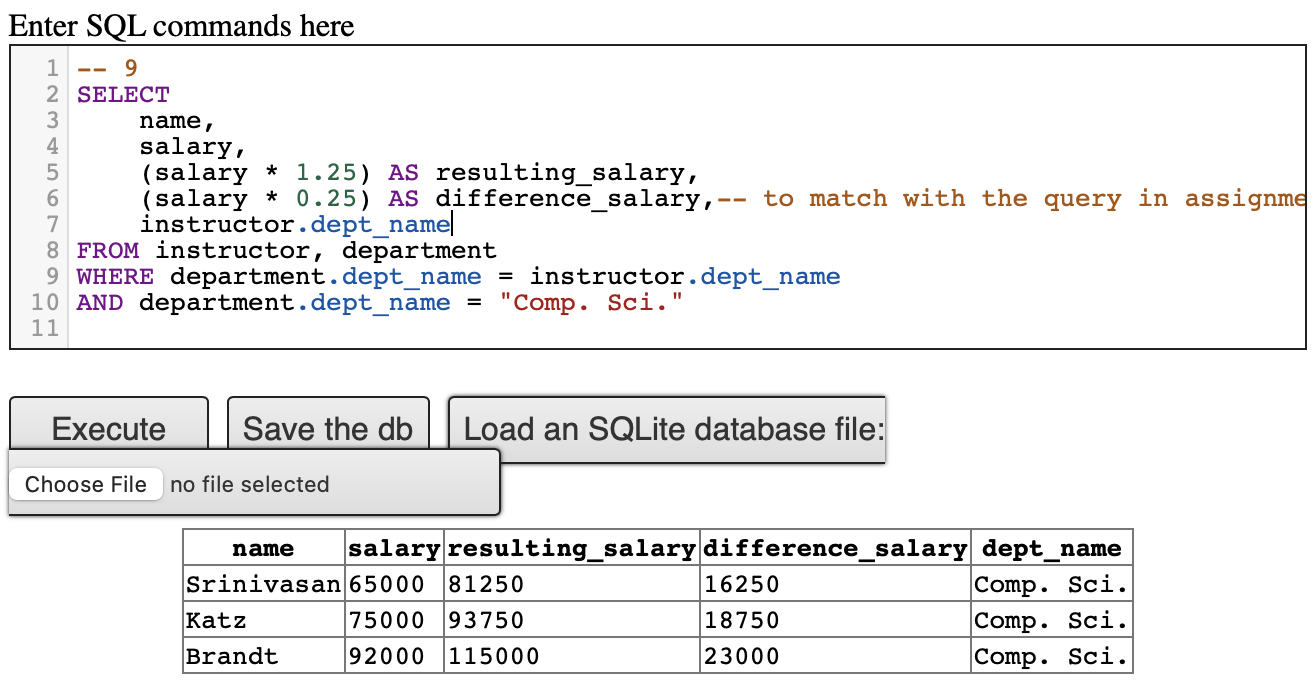 Enter SQL commands here
1 -- 9
2 SELECT
3 name,
4 salary,
5 (salary * 1.25) AS resulting_salary,
6 (salary * 0.25) AS difference_salary,-- to match with the query in assignme
7 instructor.dept_name
8 FROM instructor, department
9 WHERE department.dept_name = instructor.dept_name
10 AND department.dept_name = "Comp. Sci."
11
Execute Save the db Load an SQLite database file:
Choose File no file selected
name salary resulting_salary difference_salary dept_name
Srinivasan 65000 81250 16250 Comp. Sci.
Katz 75000 93750 18750 Comp. Sci.
Brandt 92000 115000 23000 Comp. Sci.